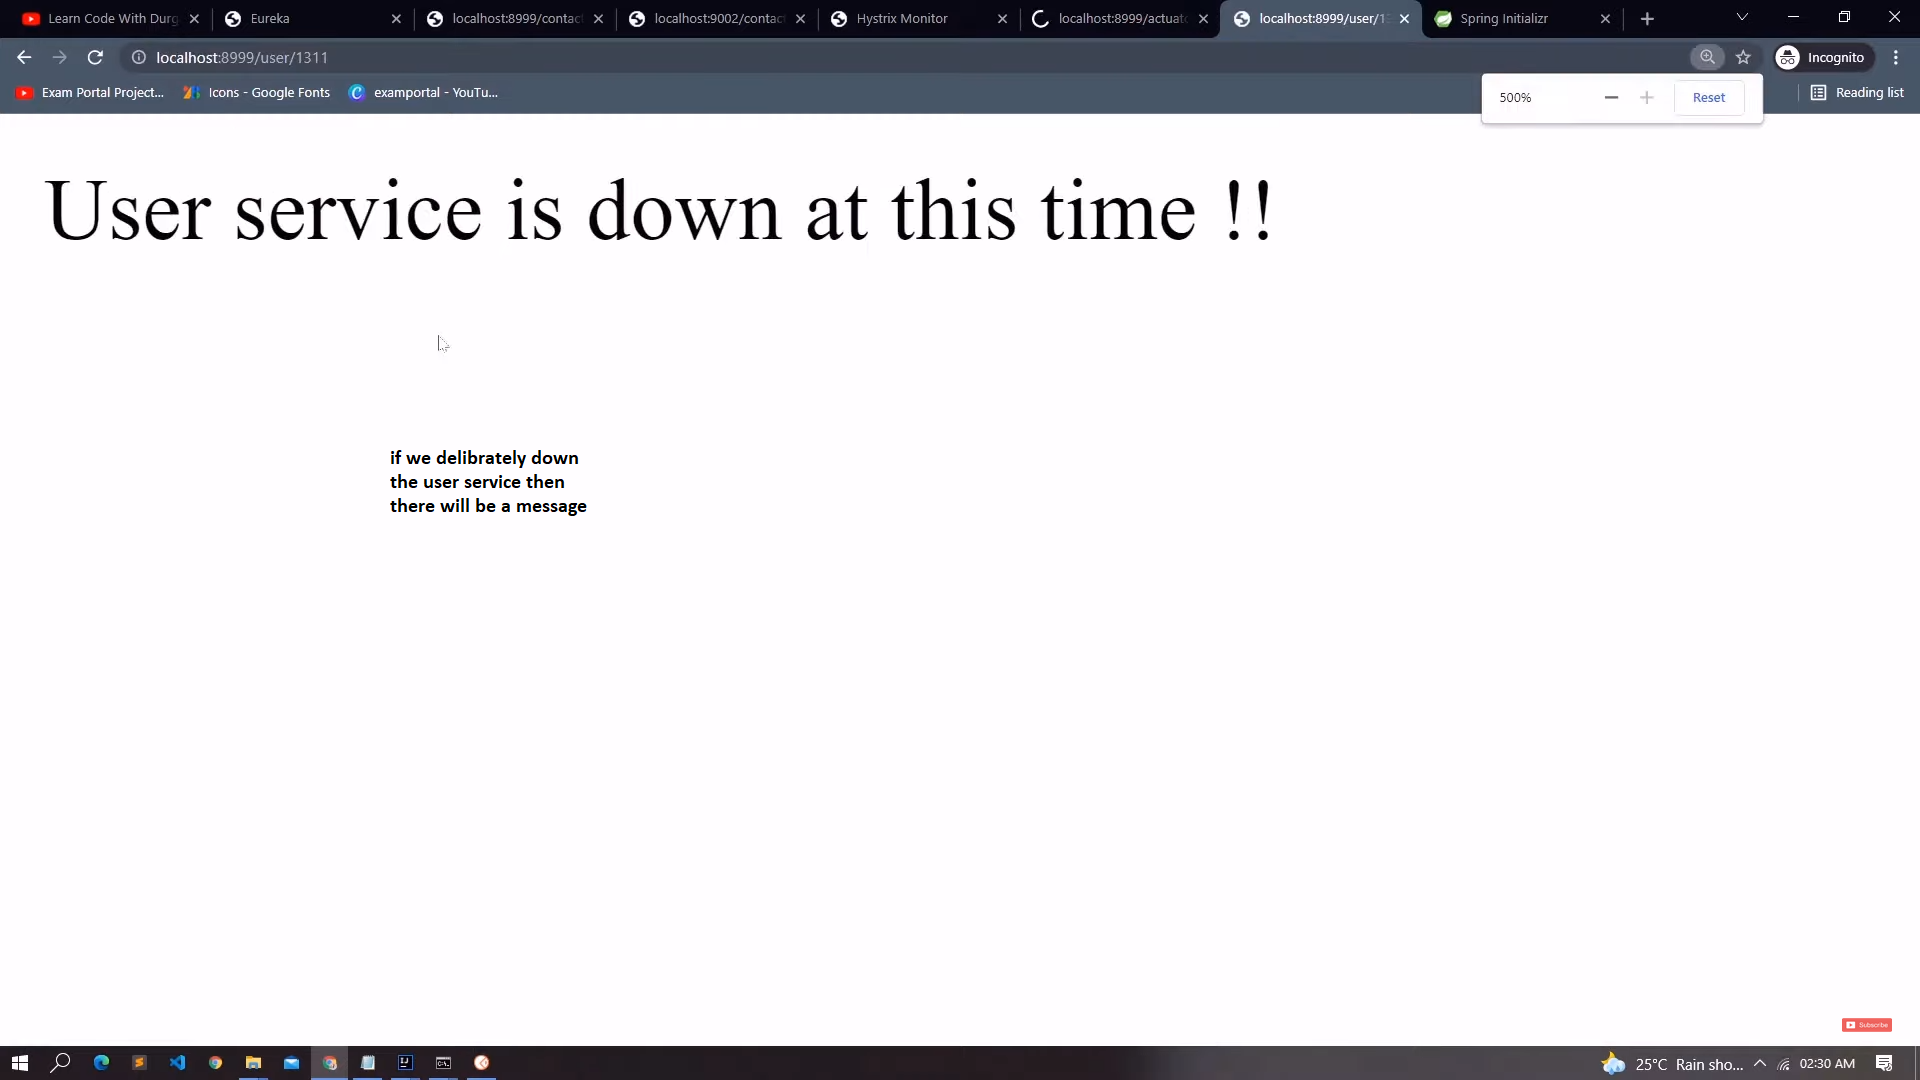 Learn Code With Durg
Eureka
localhost:8999/contac
localhost:9002/contac
Hystrix Monitor
localhost:8999/actuato
localhost:8999/user/13
Spring Initializr
localhost:8999/user/1311
Incognito
Exam Portal Project...
Icons - Google Fonts
examportal - YouTu...
500%
Reset
Reading list
User service is down at this time !!
if we delibrately down
the user service then
there will be a message
Subscribe
25°C Rain sho...
02:30 AM